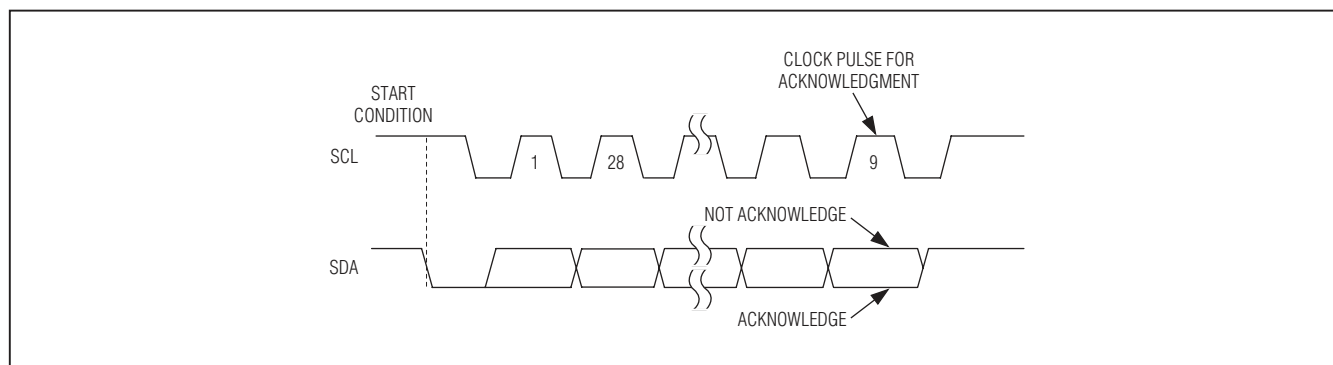 CLOCK PULSE FOR
ACKNOWLEDGMENT
START
CONDITION
SCL
1
28
9
NOT ACKNOWLEDGE
SDA
ACKNOWLEDGE